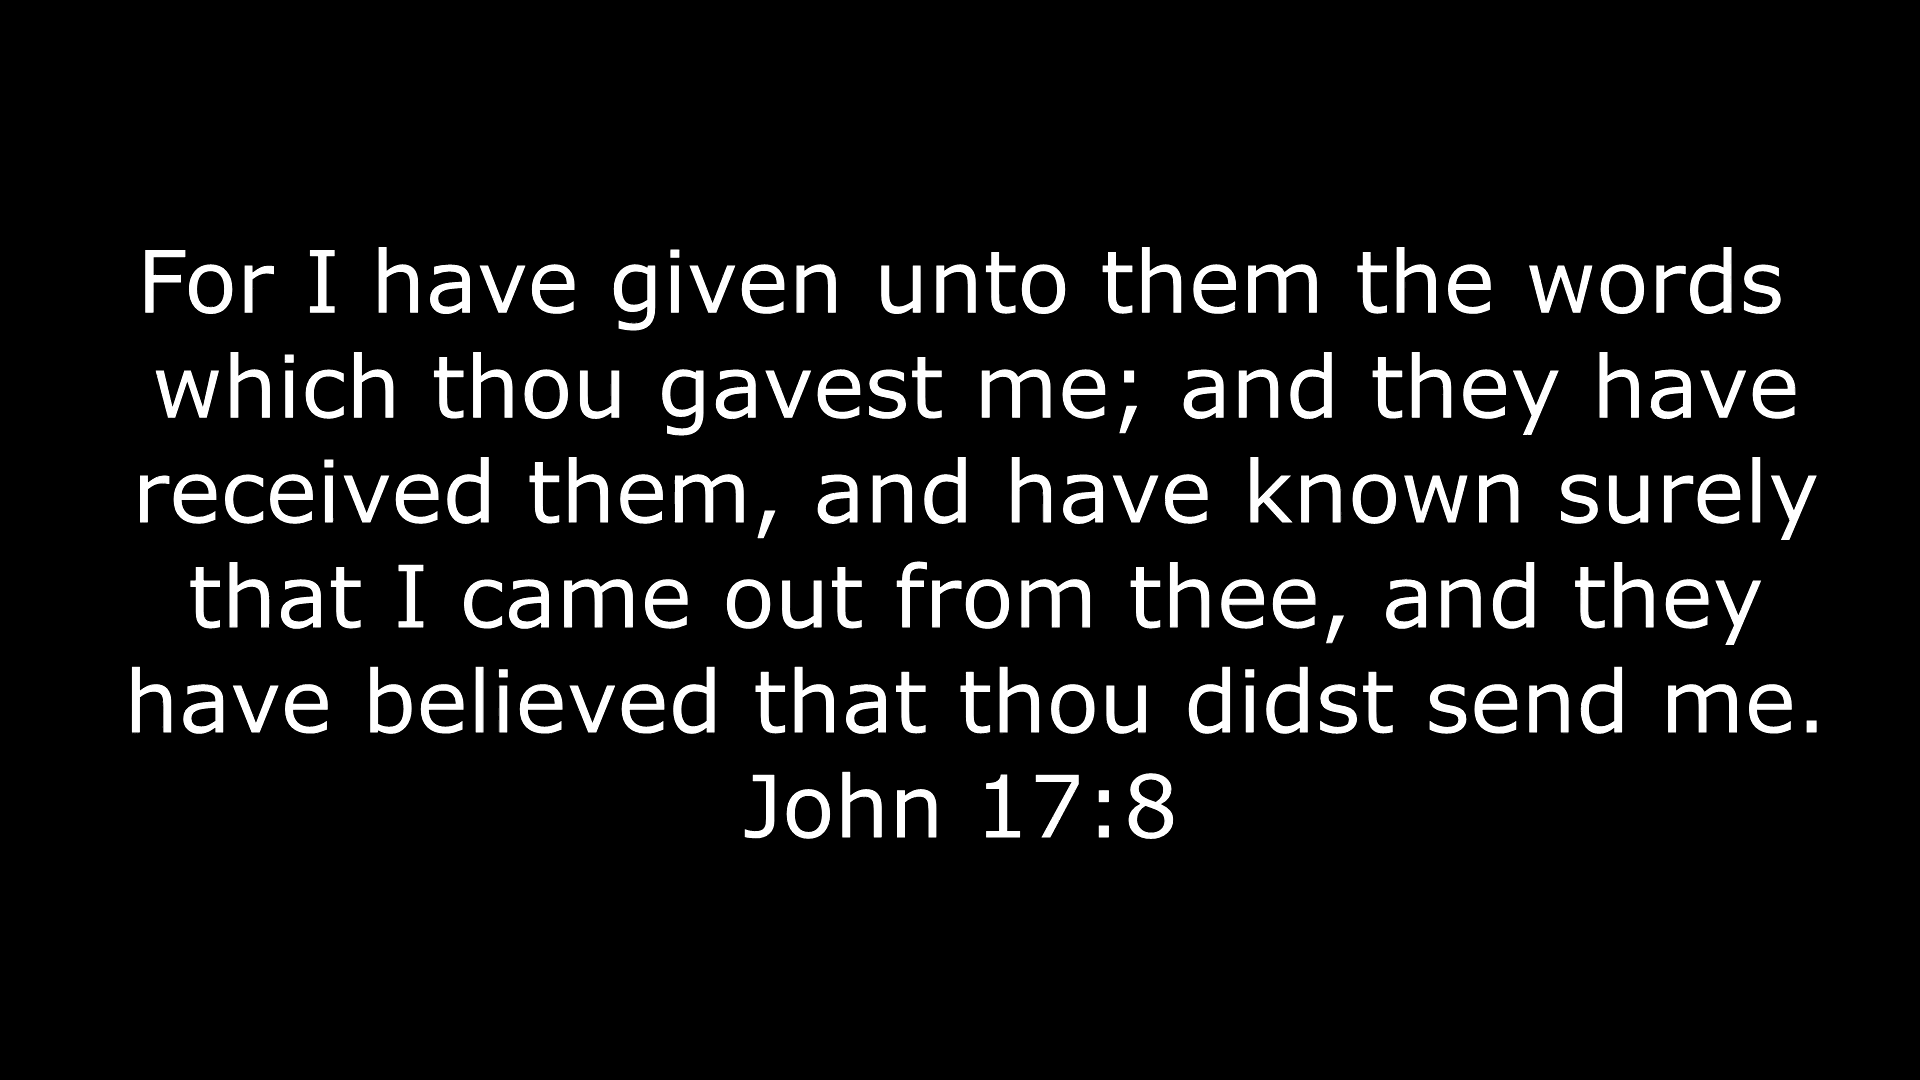 For I have given unto them the words
which thou gavest me; and they have
received them, and have known surely
that I came out from thee, and they
have believed that thou didst send me.
John 17:8